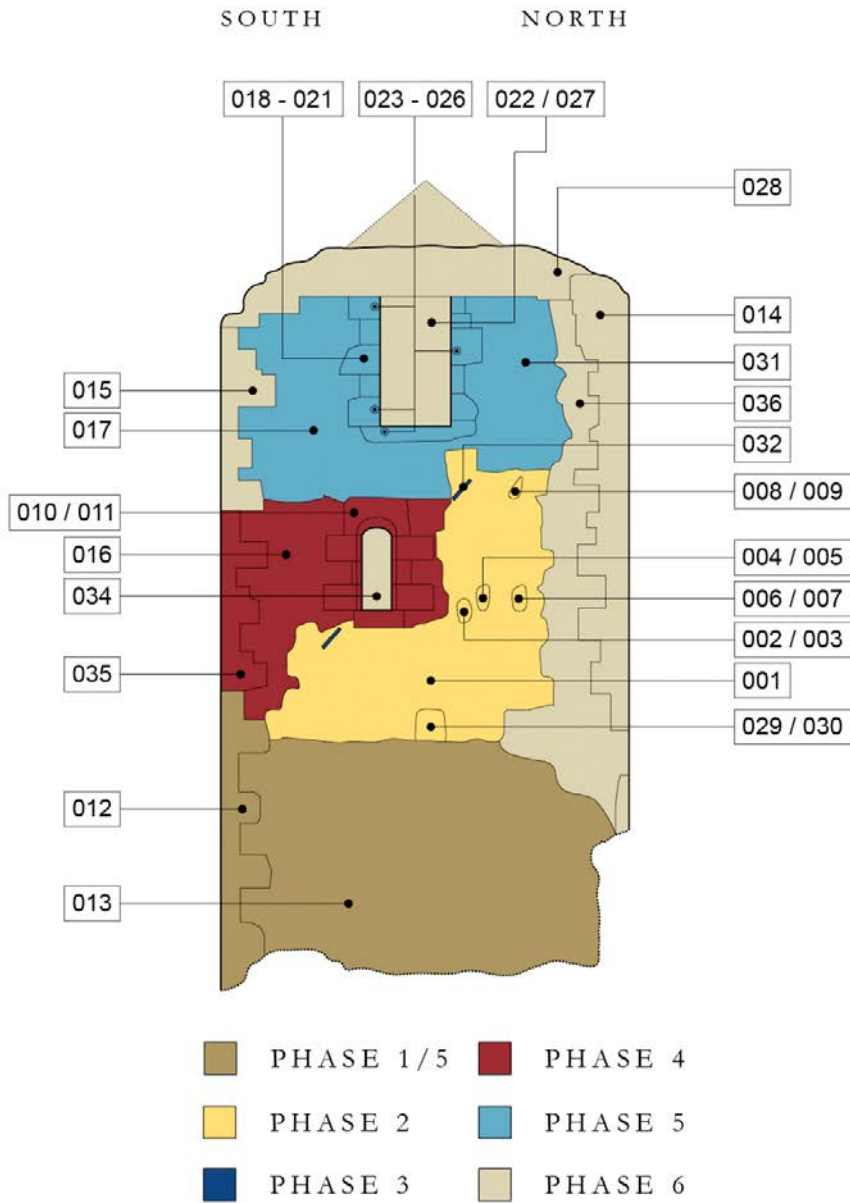 SOUTH NORTH
018 - 021 023 - 026 022 / 027
028
014
015 031
017 036
032
010 / 011 008 / 009
016 004 / 005
034 006 / 007
002 / 003
035 001
029 / 030
012
013
PHASE 1/5 PHASE 4
PHASE 2 PHASE 5
PHASE 3 PHASE 6